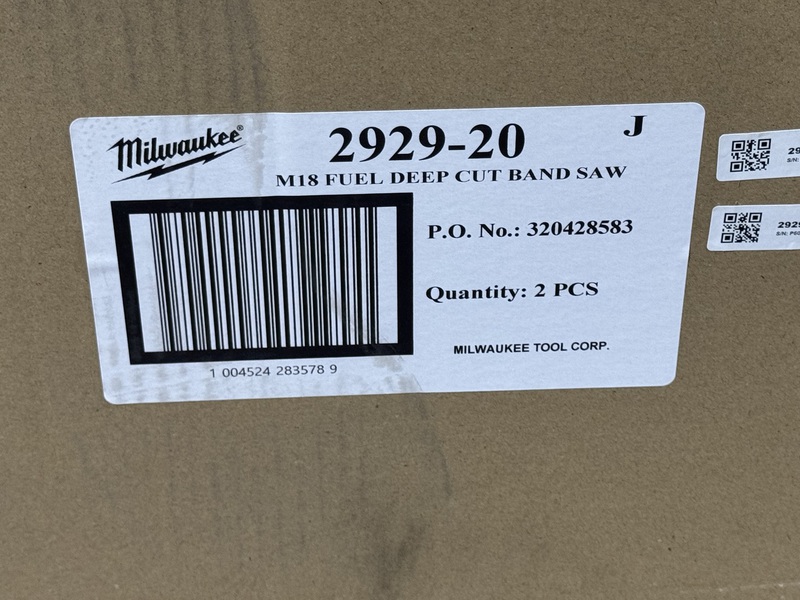 Milwaukee®
2929-20
J
M18 FUEL DEEP CUT BAND SAW
P.O. No.: 320428583
Quantity: 2 PCS
MILWAUKEE TOOL CORP.
1 004524 283578 9